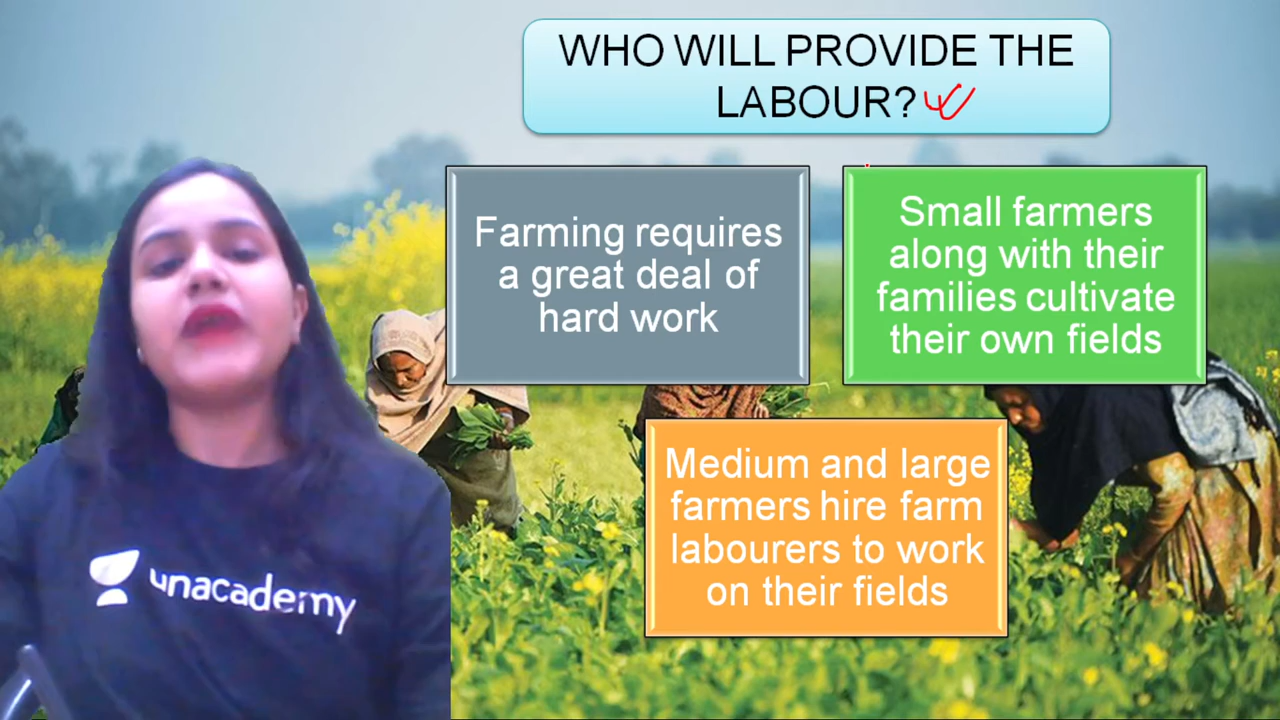 WHO WILL PROVIDE THE
LABOUR?
Farming requires
a great deal of
hard work
Small farmers
along with their
families cultivate
their own fields
Medium and large
farmers hire farm
labourers to work
on their fields
unacademy